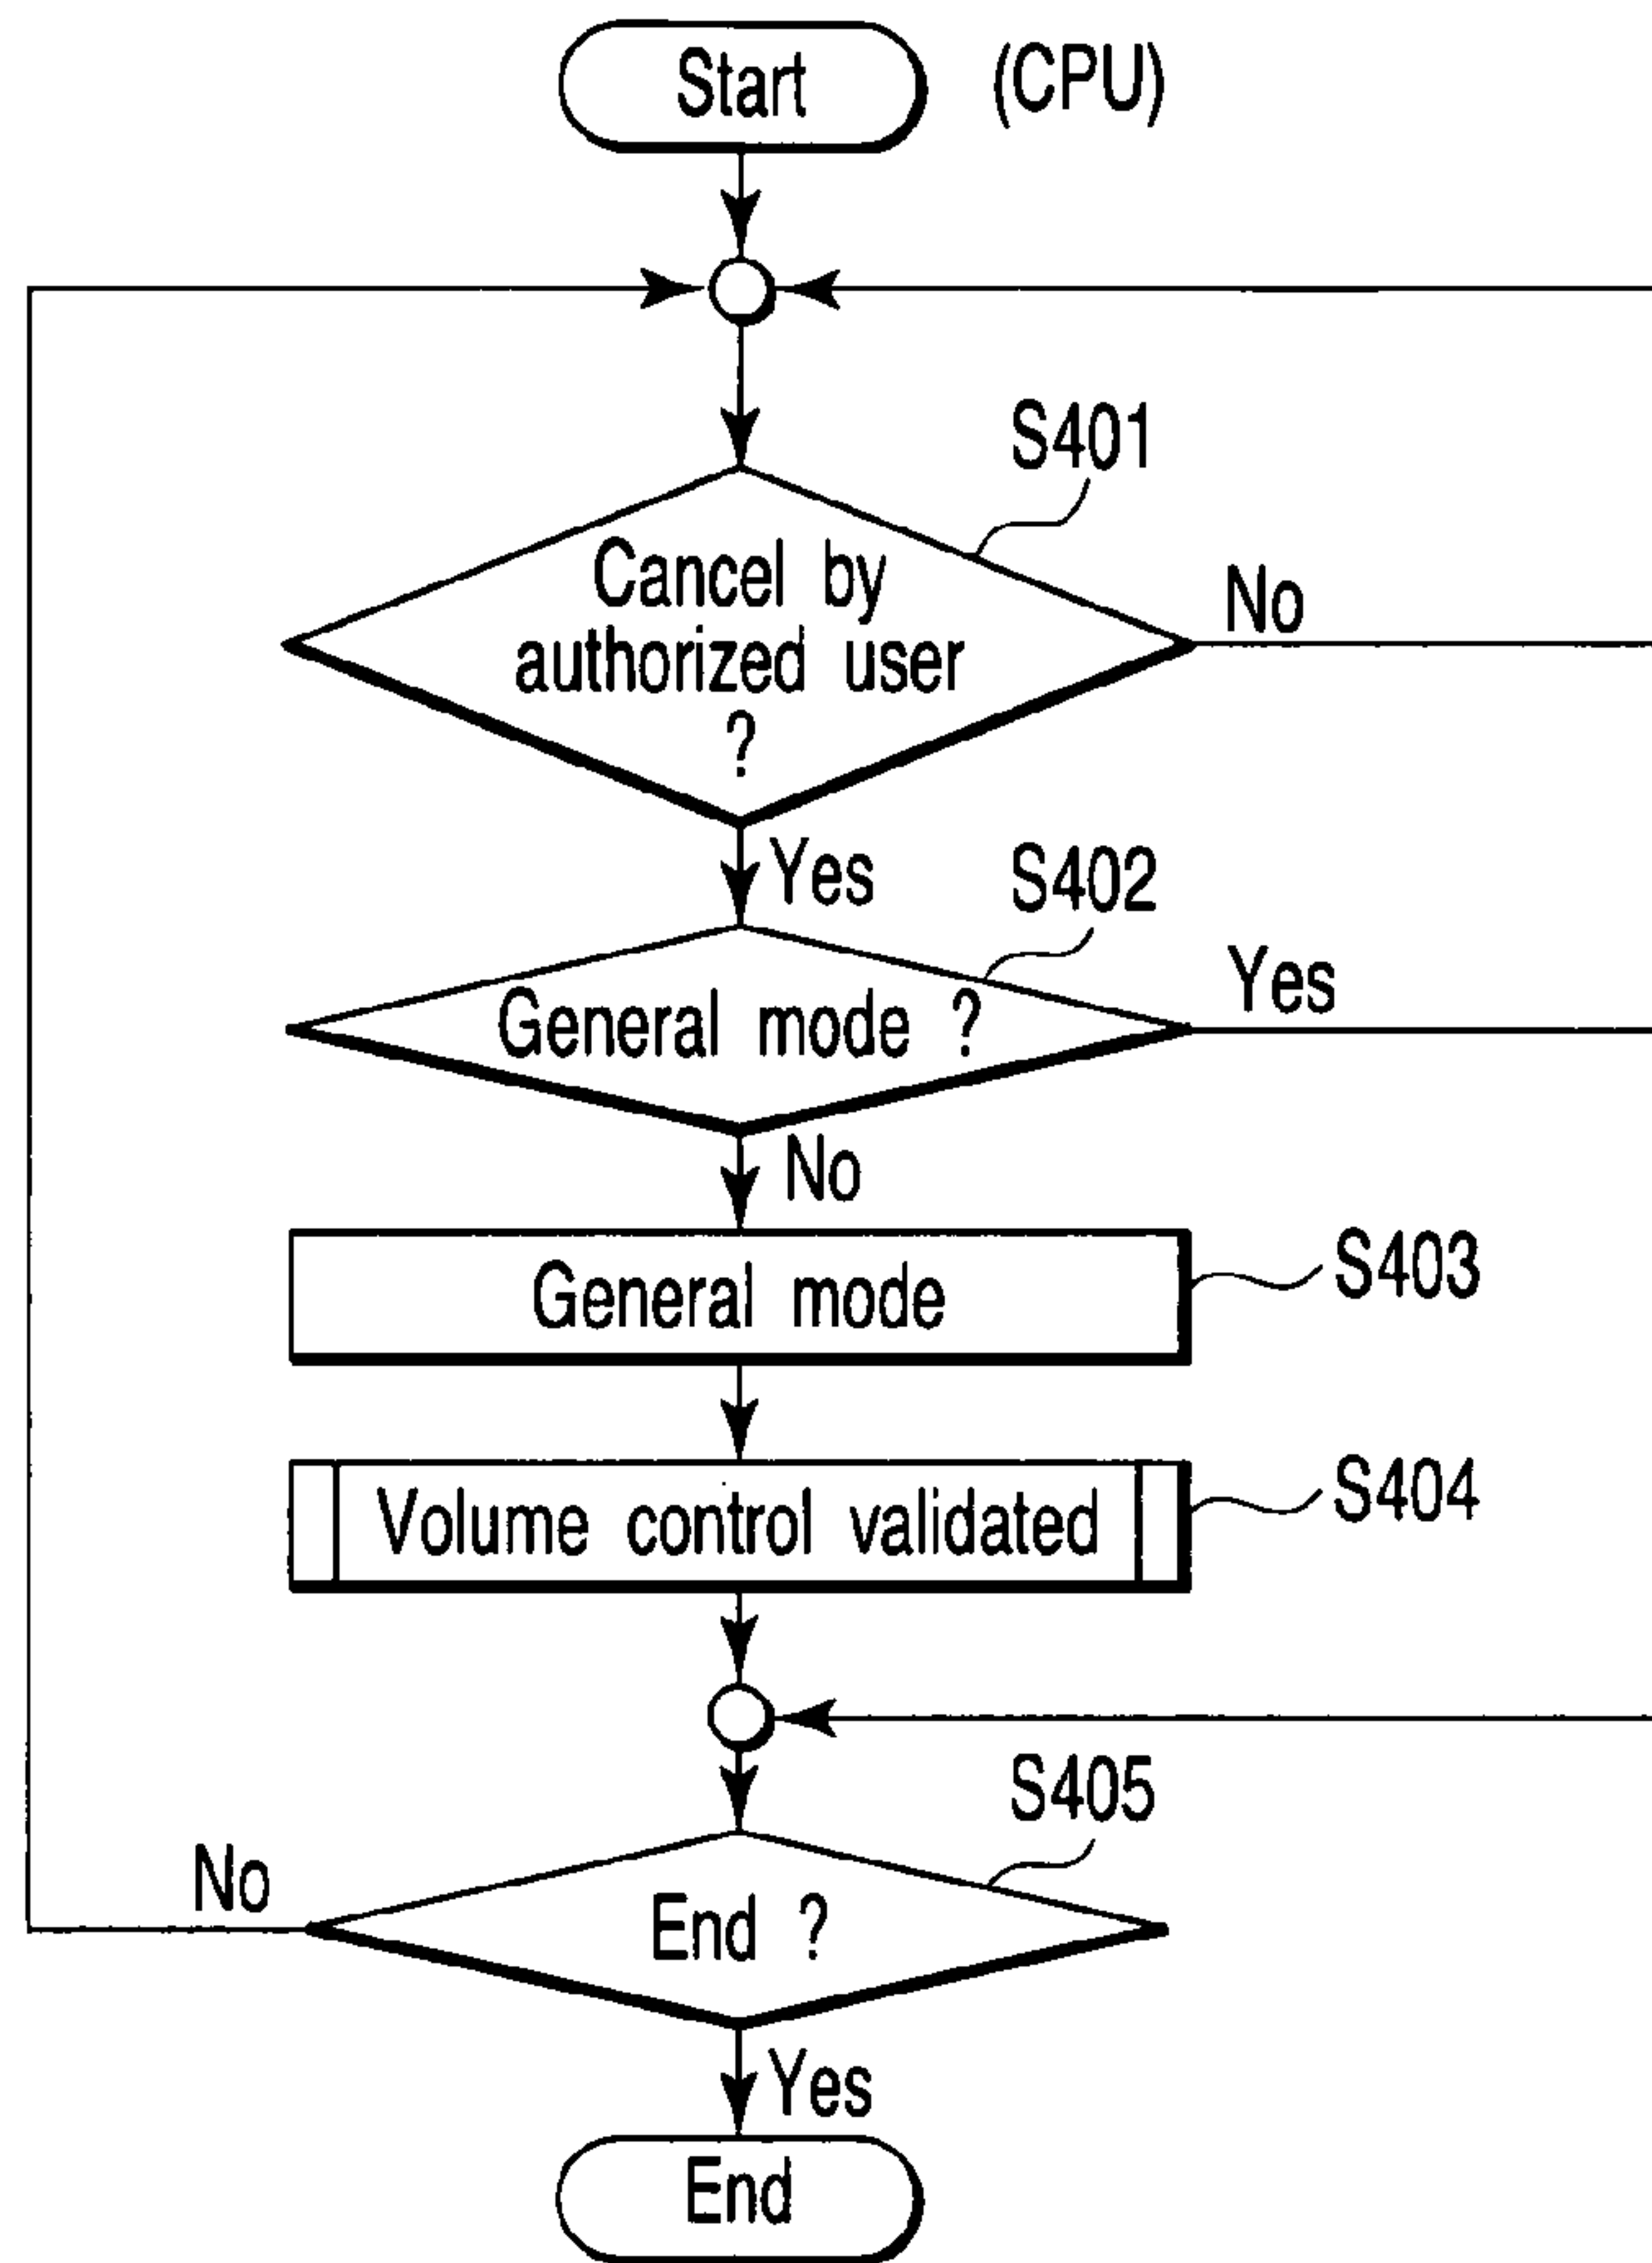 Start
(CPU)
S401
Cancel by
authorized user
?
No
Yes
S402
General mode ?
Yes
No
General mode
S403
Volume control validated
S404
S405
No
End ?
Yes
End